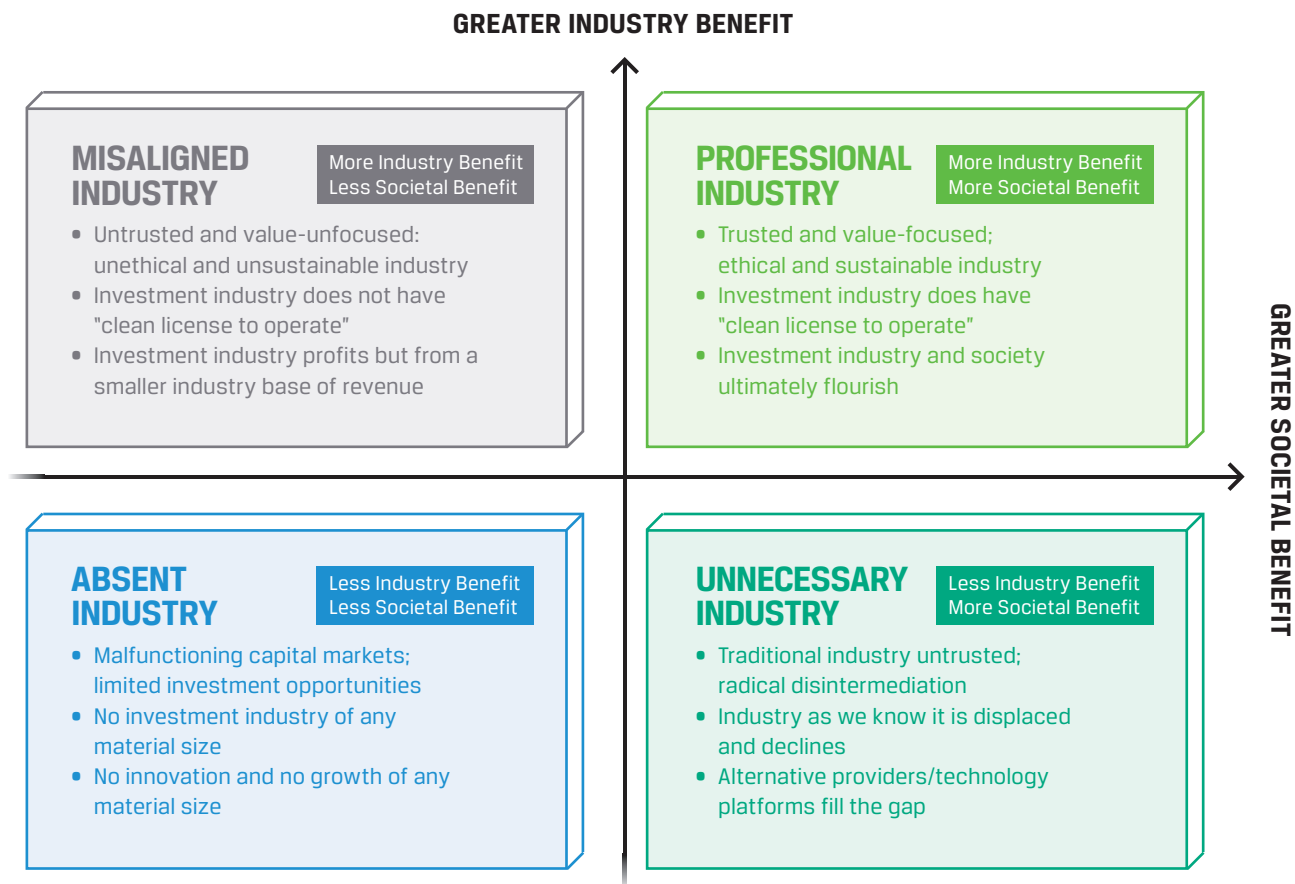 GREATER INDUSTRY BENEFIT
MISALIGNED
INDUSTRY
More Industry Benefit
Less Societal Benefit
• Untrusted and value-unfocused:
unethical and unsustainable industry
• Investment industry does not have
"clean license to operate"
• Investment industry profits but from a
smaller industry base of revenue
PROFESSIONAL
INDUSTRY
More Industry Benefit
More Societal Benefit
• Trusted and value-focused;
ethical and sustainable industry
• Investment industry does have
"clean license to operate"
• Investment industry and society
ultimately flourish
GREATER SOCIETAL BENEFIT
ABSENT
INDUSTRY
Less Industry Benefit
Less Societal Benefit
• Malfunctioning capital markets;
limited investment opportunities
• No investment industry of any
material size
• No innovation and no growth of any
material size
UNNECESSARY
INDUSTRY
Less Industry Benefit
More Societal Benefit
• Traditional industry untrusted;
radical disintermediation
• Industry as we know it is displaced
and declines
• Alternative providers/technology
platforms fill the gap